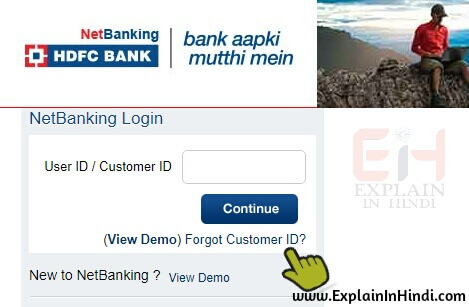 NetBanking
HDFC BANK
bank aapki
mutthi mein
NetBanking Login
User ID / Customer ID
Continue
(View Demo) Forgot Customer ID?
EiH
EXPLAIN
IN HINDI
New to NetBanking ? View Demo
www.ExplainInHindi.com